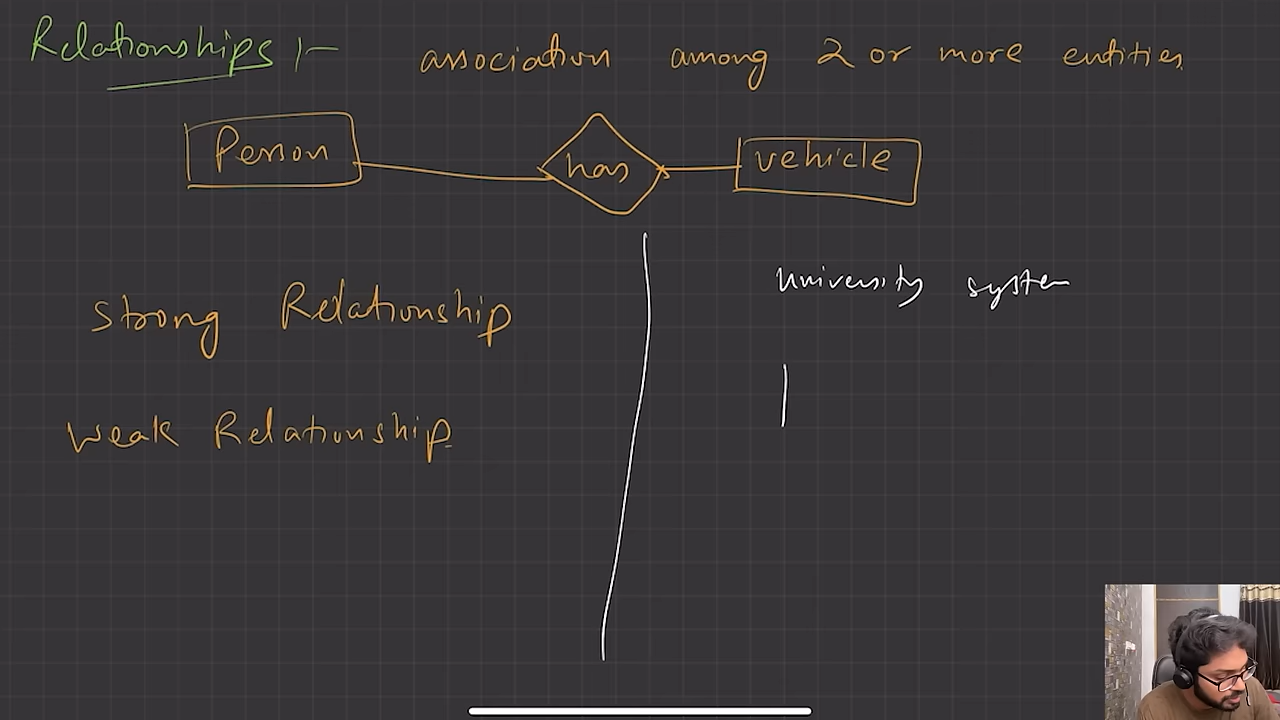 Relationships :- association among 2 or more entities
Person has vehicle
University system
Strong Relationship
Weak Relationship